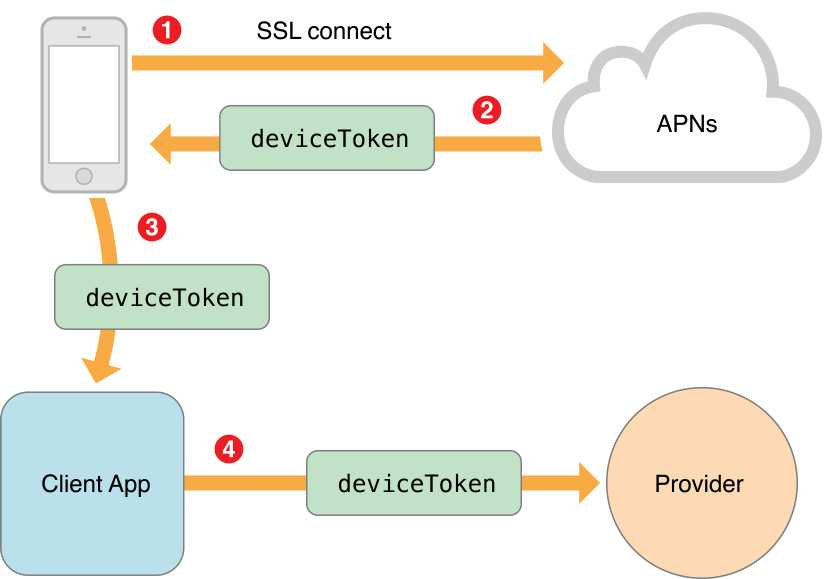 1
SSL connect
2
APNs
deviceToken
3
deviceToken
4
Client App
deviceToken
Provider